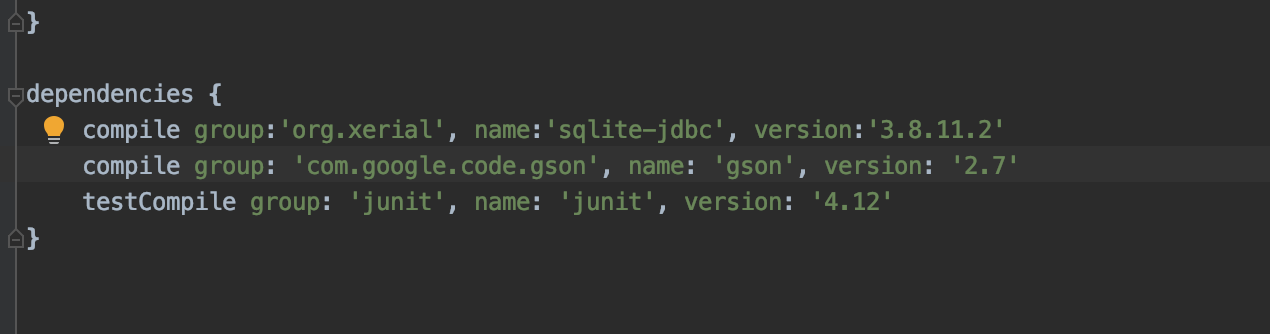 }
dependencies {
compile group:'org.xerial', name:'sqlite-jdbc', version:'3.8.11.2'
compile group: 'com.google.code.gson', name: 'gson', version: '2.7'
testCompile group: 'junit', name: 'junit', version: '4.12'
}